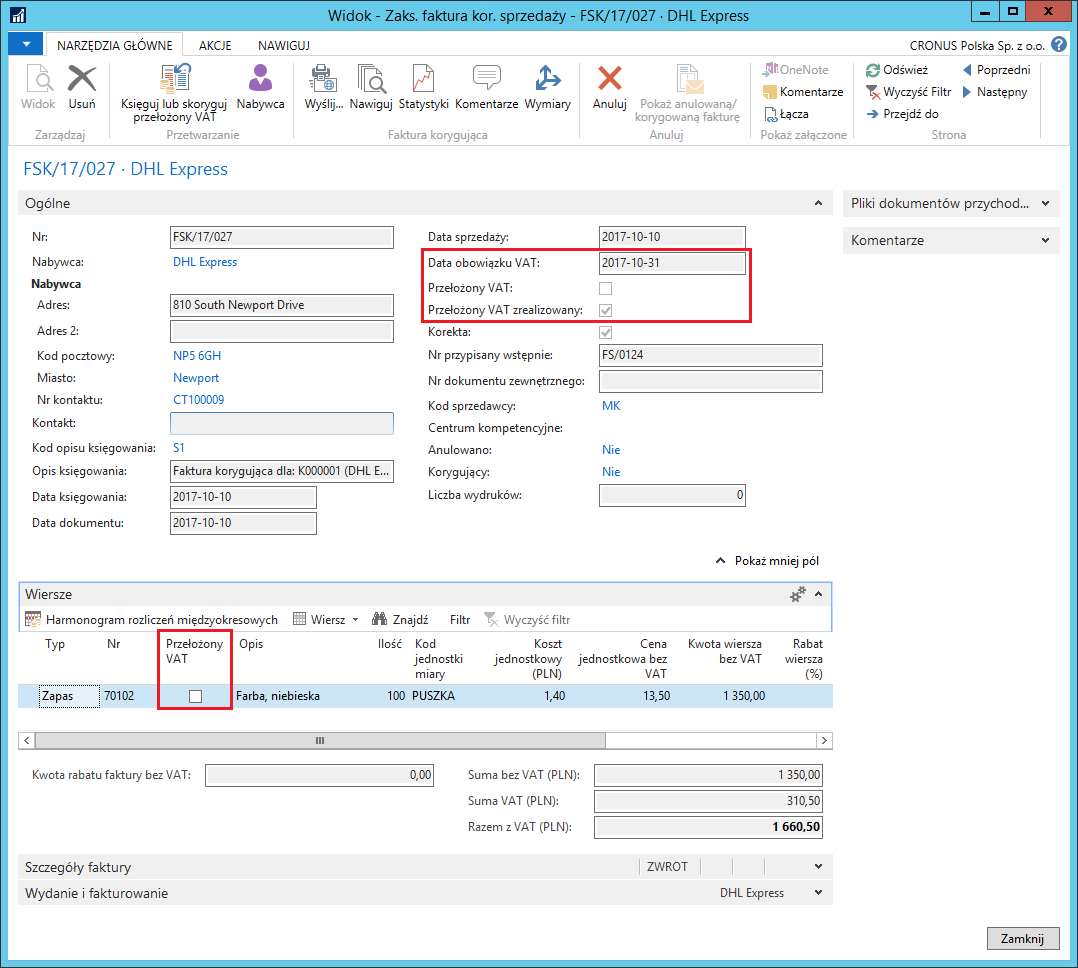 Widok - Zaks. faktura kor. sprzedaży - FSK/17/027 - DHL Express
NARZĘDZIA GŁÓWNE AKCJE NAWIGUJ CRONUS Polska Sp. z o.o.
Widok Usuń Księguj lub skoryguj przełożony VAT Nabywca Wyślij... Nawiguj Statystyki Komentarze Wymiary Anuluj Pokaż anulowaną/ korygowaną fakturę
OneNote Odśwież Poprzedni
Komentarze Wyczyść Filtr Następny
Łącza Przejdź do
Zarządzaj Przetwarzanie Faktura korygująca Anuluj Pokaż załączone Strona
FSK/17/027 · DHL Express
Ogólne
Nr: FSK/17/027
Nabywca: DHL Express
Nabywca
Adres: 810 South Newport Drive
Adres 2:
Kod pocztowy: NP5 6GH
Miasto: Newport
Nr kontaktu: CT100009
Kontakt:
Kod opisu księgowania: S1
Opis księgowania: Faktura korygująca dla: K000001 (DHL E...
Data księgowania: 2017-10-10
Data dokumentu: 2017-10-10
Data sprzedaży: 2017-10-10
Data obowiązku VAT: 2017-10-31
Przełożony VAT:
Przełożony VAT zrealizowany:
Korekta:
Nr przypisany wstępnie: FS/0124
Nr dokumentu zewnętrznego:
Kod sprzedawcy: MK
Centrum kompetencyjne:
Anulowano: Nie
Korygujący: Nie
Liczba wydruków: 0
Pokaż mniej pól
Pliki dokumentów przychod...
Komentarze
Wiersze
Harmonogram rozliczeń międzyokresowych Wiersz Znajdź Filtr Wyczyść filtr
Typ Nr Przełożony VAT Opis Ilość Kod jednostki miary Koszt jednostkowy (PLN) Cena jednostkowa bez VAT Kwota wiersza bez VAT Rabat wiersza (%)
Zapas 70102 Farba, niebieska 100 PUSZKA 1,40 13,50 1 350,00
Kwota rabatu faktury bez VAT: 0,00
Suma bez VAT (PLN): 1 350,00
Suma VAT (PLN): 310,50
Razem z VAT (PLN): 1 660,50
Szczegóły faktury ZWROT
Wydanie i fakturowanie DHL Express
Zamknij